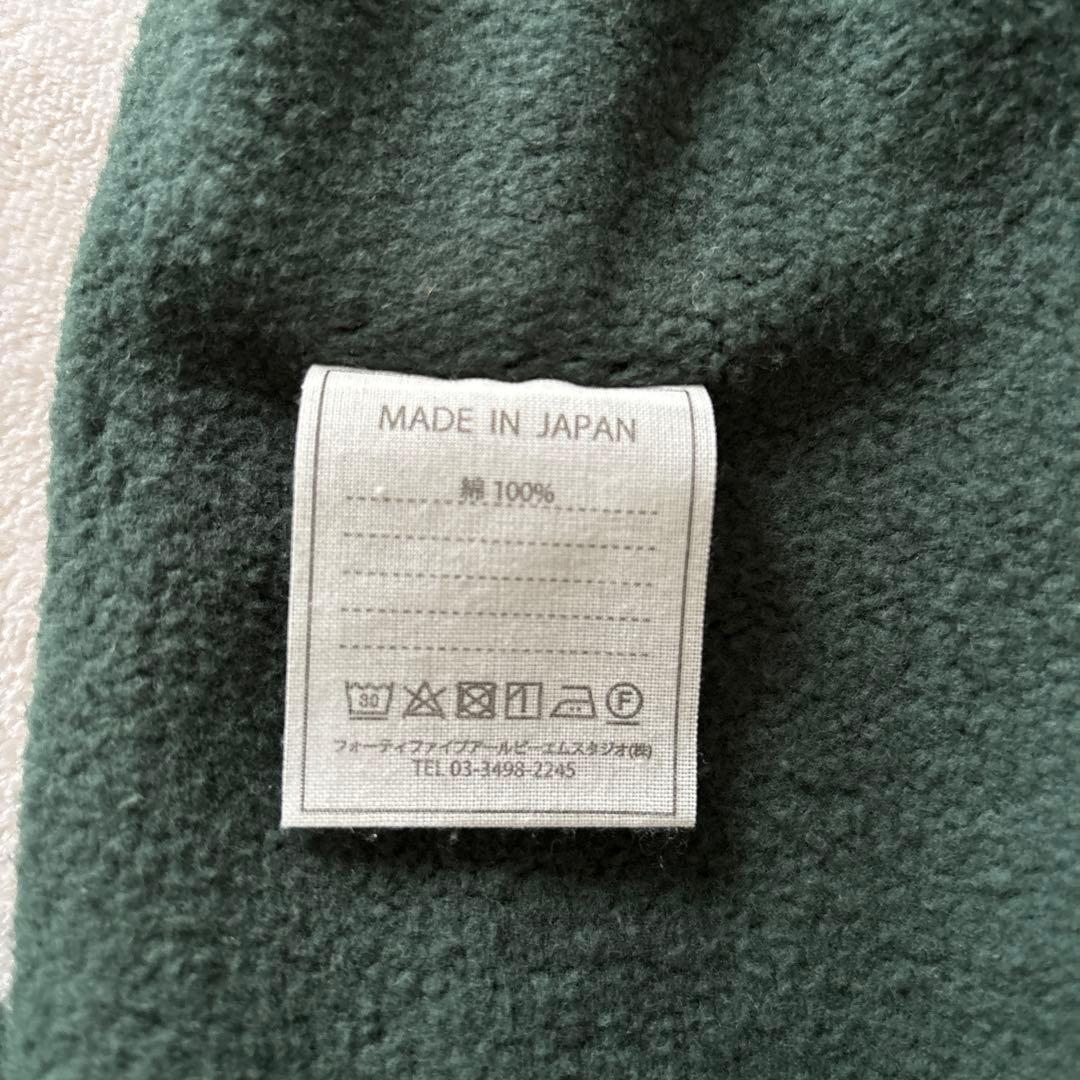 MADE IN JAPAN
綿 100%
30
F
フォーティファイブアールピーエムスタジオ(株)
TEL 03-3498-2245